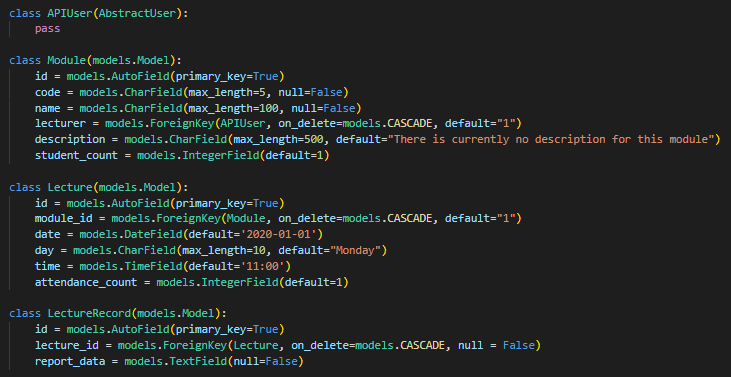 class APIUser(AbstractUser):
    pass

class Module(models.Model):
    id = models.AutoField(primary_key=True)
    code = models.CharField(max_length=5, null=False)
    name = models.CharField(max_length=100, null=False)
    lecturer = models.ForeignKey(APIUser, on_delete=models.CASCADE, default="1")
    description = models.CharField(max_length=500, default="There is currently no description for this module")
    student_count = models.IntegerField(default=1)

class Lecture(models.Model):
    id = models.AutoField(primary_key=True)
    module_id = models.ForeignKey(Module, on_delete=models.CASCADE, default="1")
    date = models.DateField(default='2020-01-01')
    day = models.CharField(max_length=10, default="Monday")
    time = models.TimeField(default='11:00')
    attendance_count = models.IntegerField(default=1)

class LectureRecord(models.Model):
    id = models.AutoField(primary_key=True)
    lecture_id = models.ForeignKey(Lecture, on_delete=models.CASCADE, null = False)
    report_data = models.TextField(null=False)